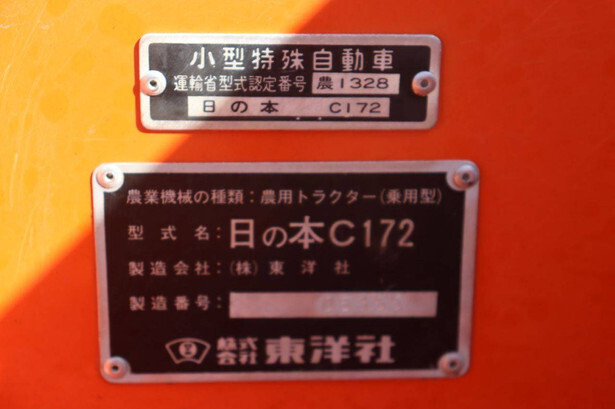 小型特殊自動車
運輸省型式認定番号 農1328
日の本 C172
農業機械の種類：農用トラクター(乗用型)
型式名：日の本C172
製造会社：(株)東洋社
製造番号：
株式会社 東洋社